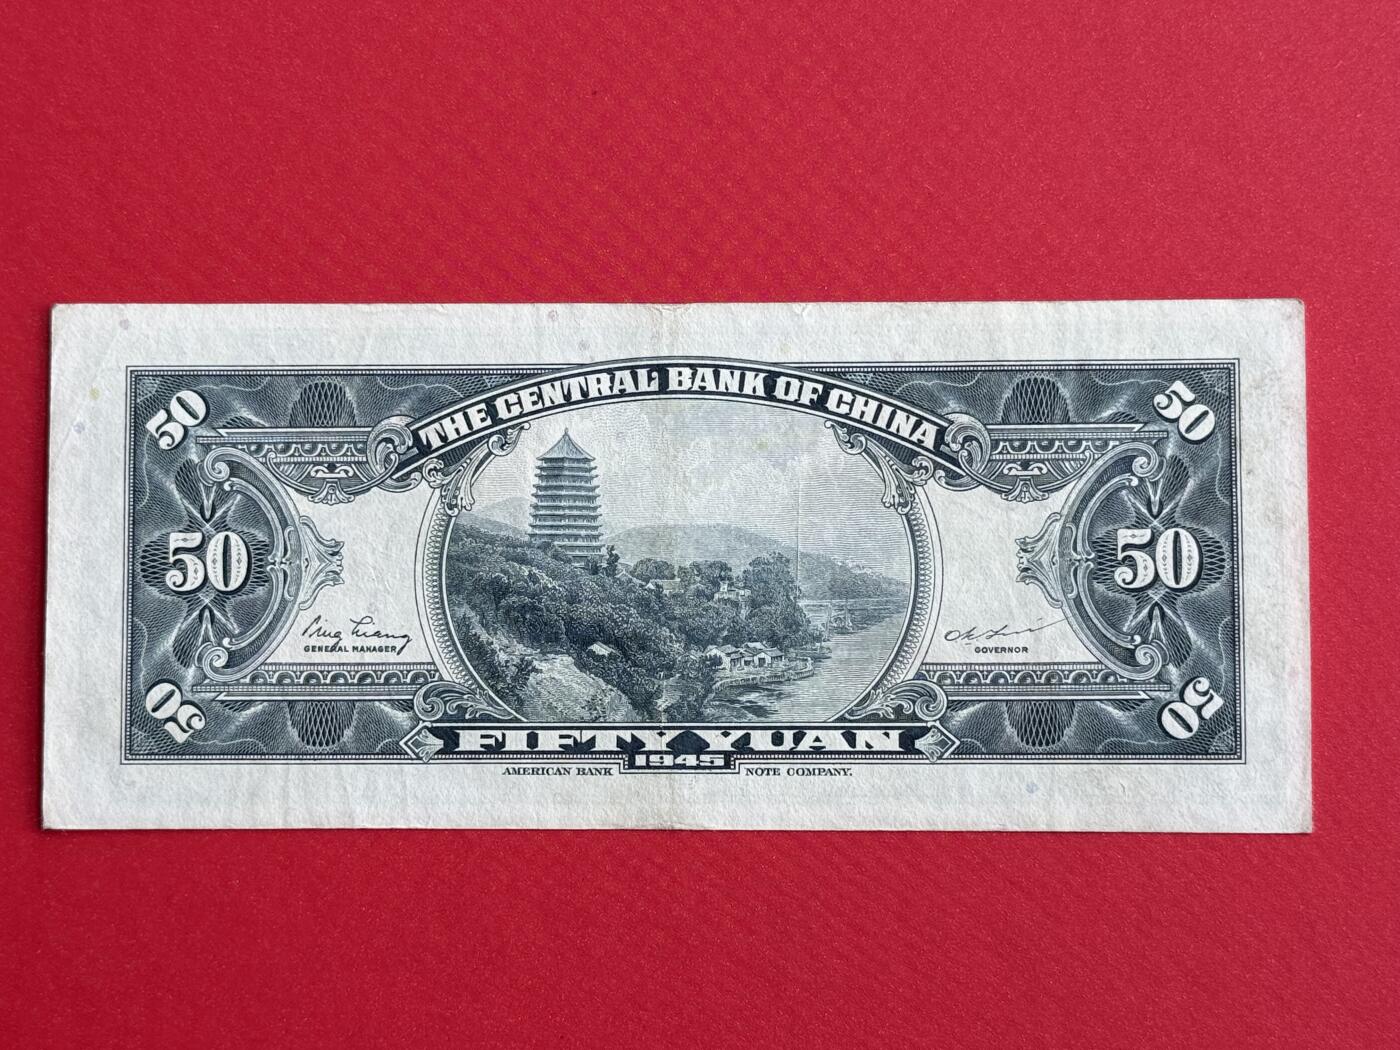 THE CENTRAL BANK OF CHINA
50
50
50
50
GENERAL MANAGER
GOVERNOR
50
50
FIFTY YUAN
1945
AMERICAN BANK NOTE COMPANY.